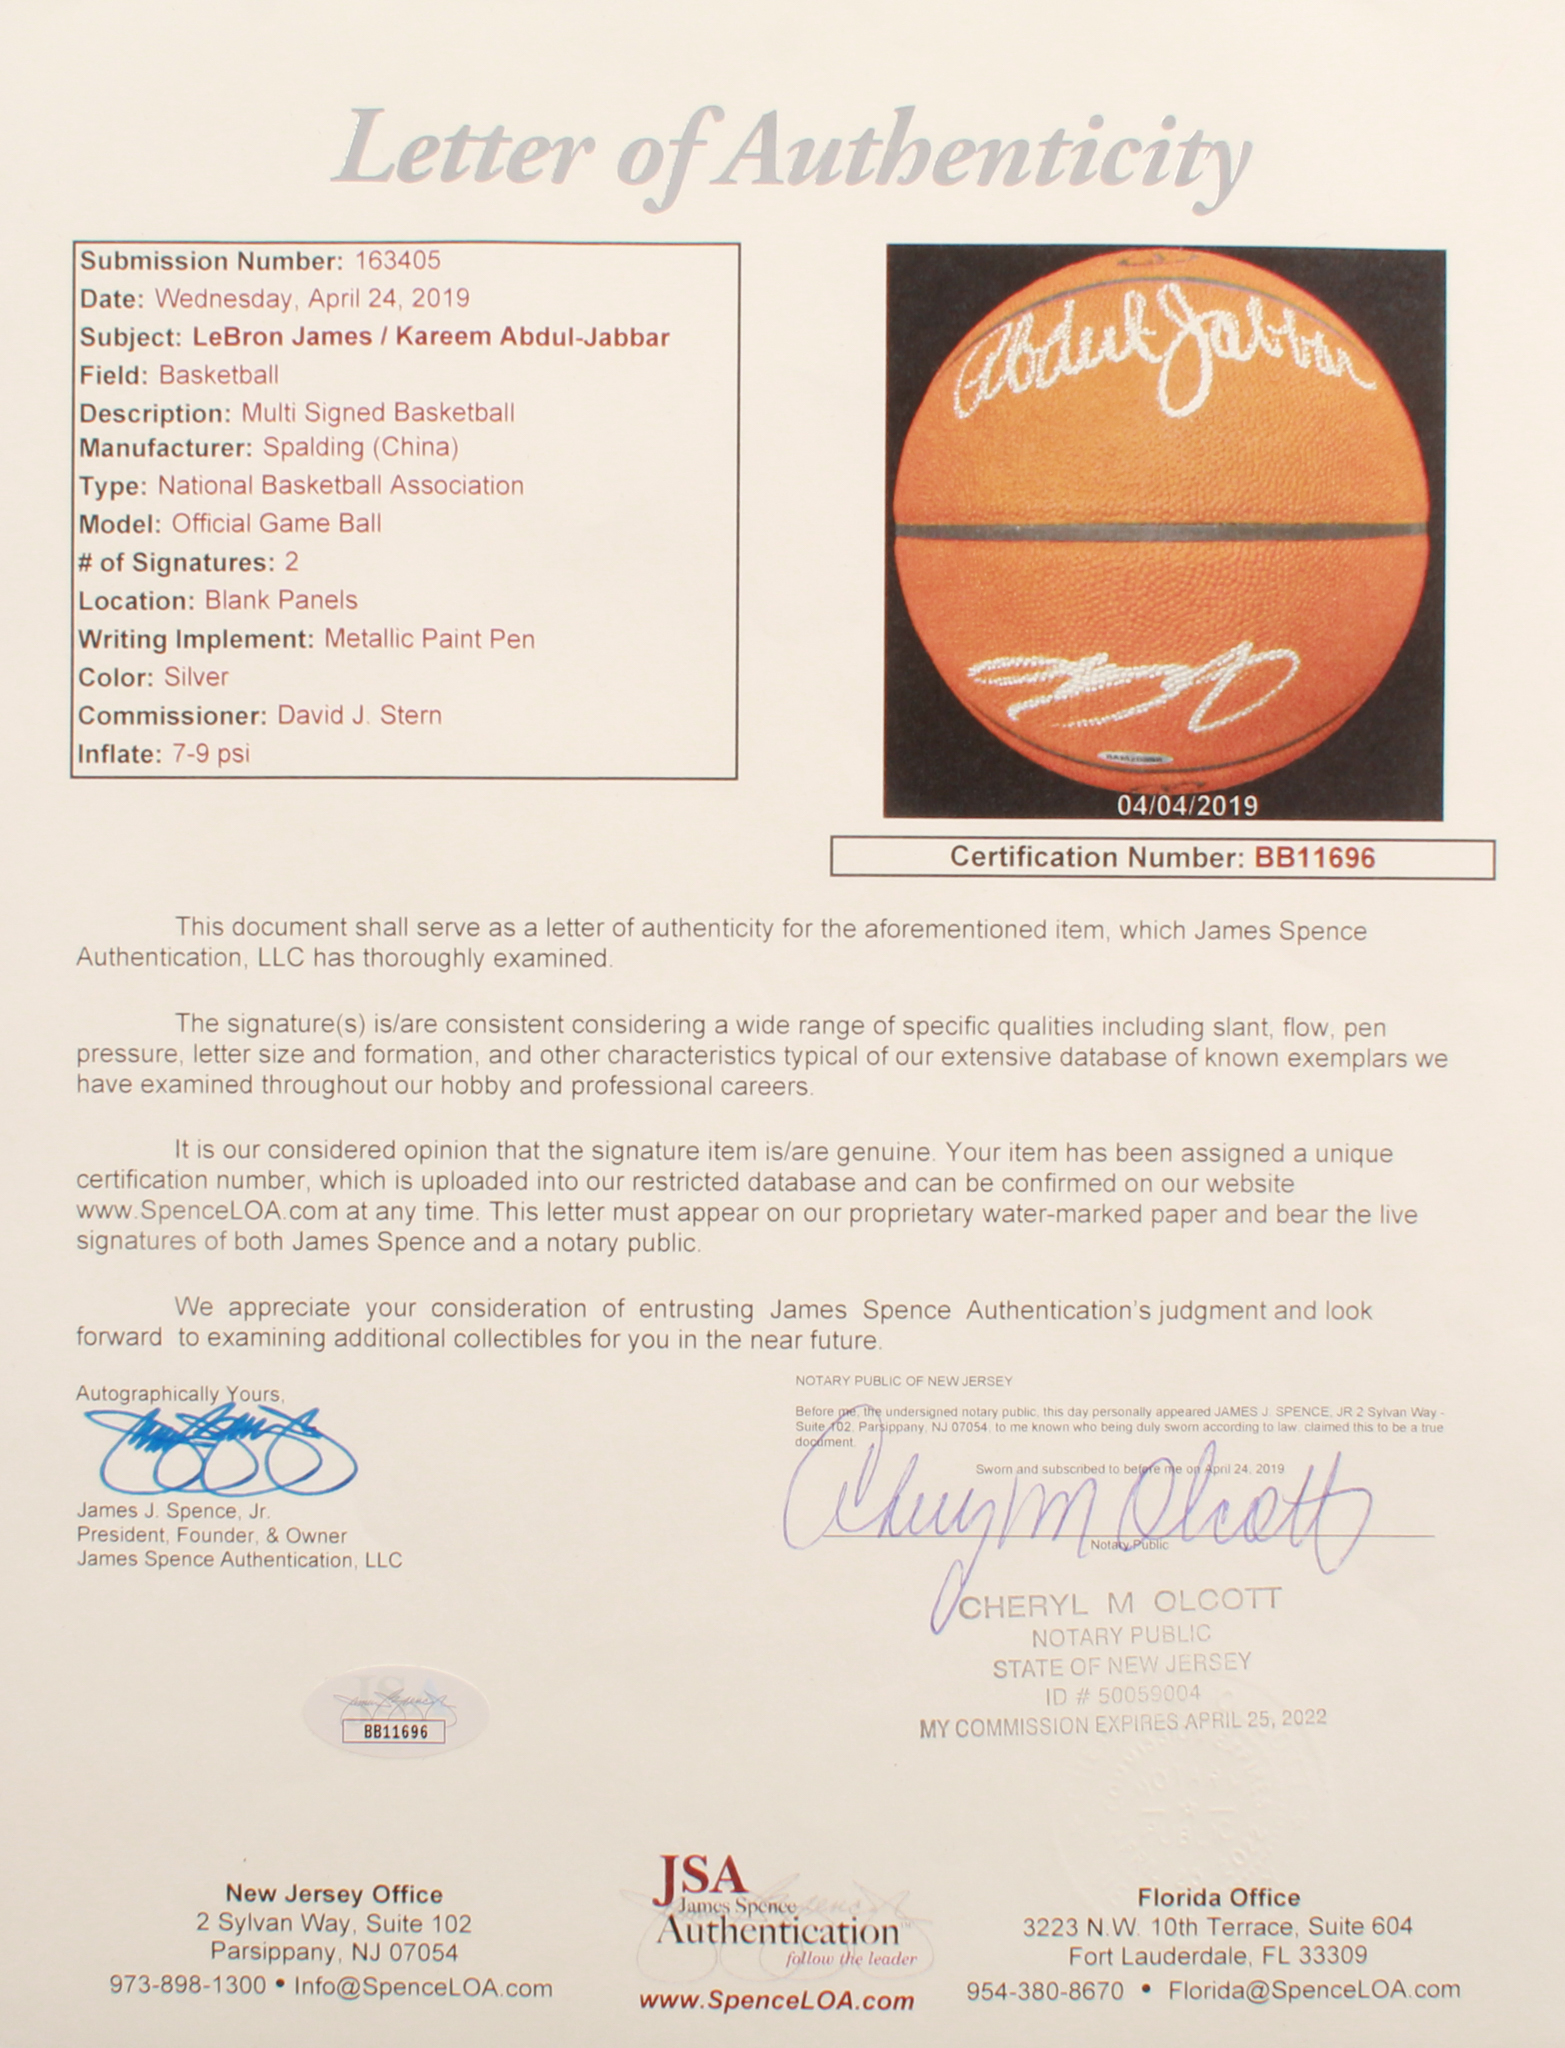 Letter of Authenticity
Submission Number: 163405
Date: Wednesday, April 24, 2019
Subject: LeBron James / Kareem Abdul-Jabbar
Field: Basketball
Description: Multi Signed Basketball
Manufacturer: Spalding (China)
Type: National Basketball Association
Model: Official Game Ball
# of Signatures: 2
Location: Blank Panels
Writing Implement: Metallic Paint Pen
Color: Silver
Commissioner: David J. Stern
Inflate: 7-9 psi
Abdul Jabbar
04/04/2019
Certification Number: BB11696
This document shall serve as a letter of authenticity for the aforementioned item, which James Spence
Authentication, LLC has thoroughly examined.
The signature(s) is/are consistent considering a wide range of specific qualities including slant, flow, pen
pressure, letter size and formation, and other characteristics typical of our extensive database of known exemplars we
have examined throughout our hobby and professional careers.
It is our considered opinion that the signature item is/are genuine. Your item has been assigned a unique
certification number, which is uploaded into our restricted database and can be confirmed on our website
www.SpenceLOA.com at any time. This letter must appear on our proprietary water-marked paper and bear the live
signatures of both James Spence and a notary public.
We appreciate your consideration of entrusting James Spence Authentication's judgment and look
forward to examining additional collectibles for you in the near future.
Autographically Yours,
James J. Spence, Jr.
President, Founder, & Owner
James Spence Authentication, LLC
NOTARY PUBLIC OF NEW JERSEY
Before me, the undersigned notary public, this day personally appeared JAMES J. SPENCE, JR 2 Sylvan Way -
Suite 102, Parsippany, NJ 07054, to me known who being duly sworn according to law, claimed this to be a true
document.
Sworn and subscribed to before me on April 24, 2019
Cheryl M Olcott
Notary Public
CHERYL M OLCOTT
NOTARY PUBLIC
STATE OF NEW JERSEY
ID # 50059004
MY COMMISSION EXPIRES APRIL 25, 2022
JSA
BB11696
New Jersey Office
2 Sylvan Way, Suite 102
Parsippany, NJ 07054
973-898-1300 • Info@SpenceLOA.com
JSA
James Spence
Authentication™
follow the leader
www.SpenceLOA.com
Florida Office
3223 N.W. 10th Terrace, Suite 604
Fort Lauderdale, FL 33309
954-380-8670 • Florida@SpenceLOA.com